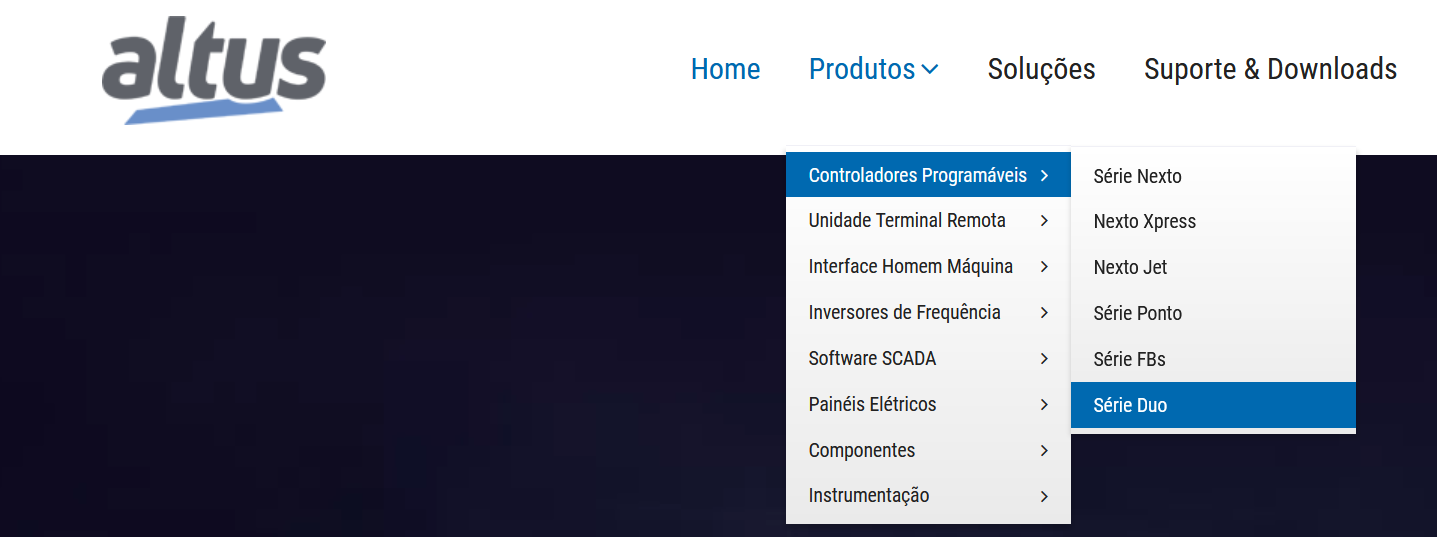 altus
Home
Produtos
Soluções
Suporte & Downloads
Controladores Programáveis
Unidade Terminal Remota
Interface Homem Máquina
Inversores de Frequência
Software SCADA
Painéis Elétricos
Componentes
Instrumentação
Série Nexto
Nexto Xpress
Nexto Jet
Série Ponto
Série FBs
Série Duo